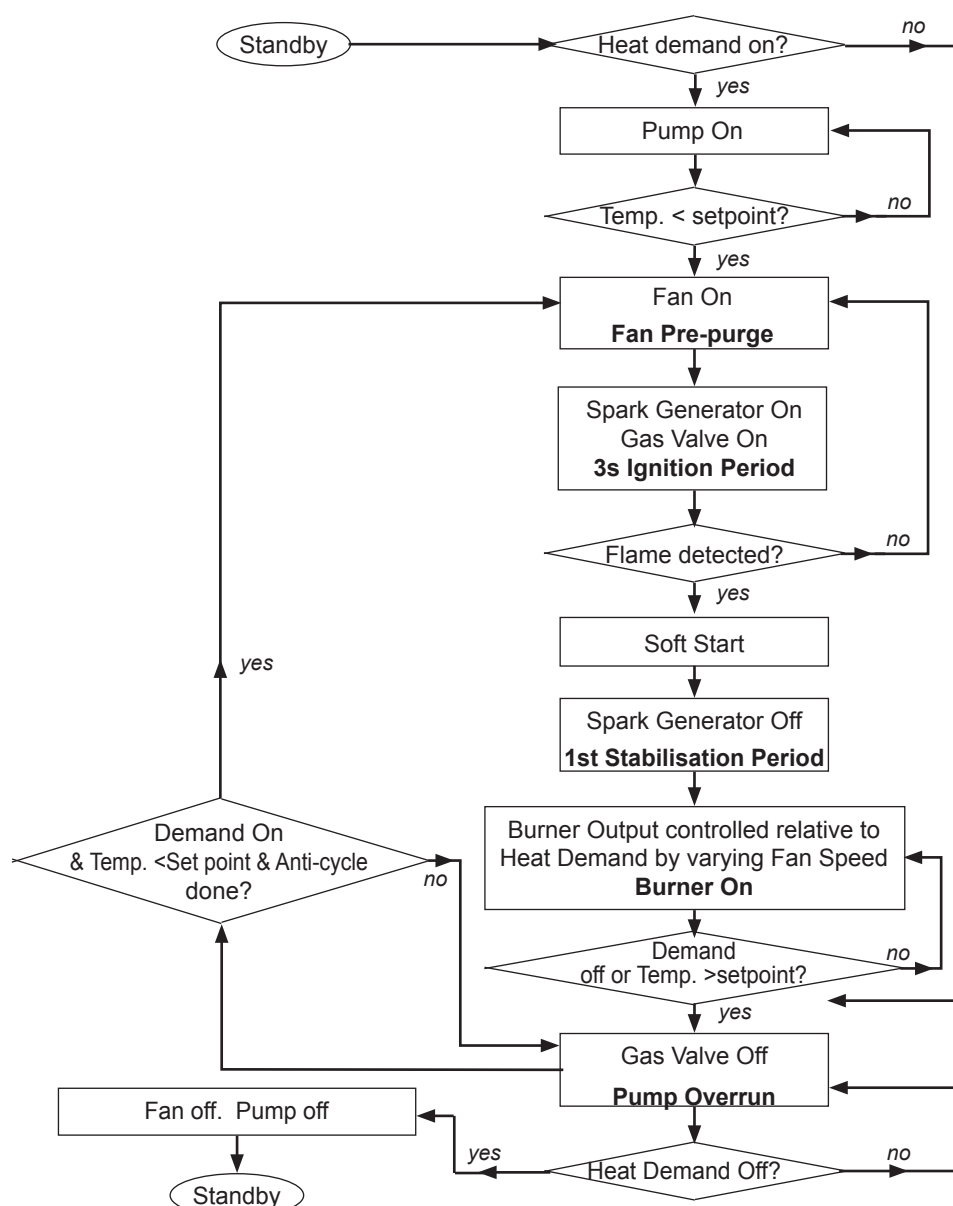 Standby
Heat demand on?
no
yes
Pump On
Temp. < setpoint?
no
yes
Fan On
Fan Pre-purge
Spark Generator On
Gas Valve On
3s Ignition Period
Flame detected?
no
yes
Soft Start
yes
Spark Generator Off
1st Stabilisation Period
Demand On
& Temp. <Set point & Anti-cycle
done?
no
Burner Output controlled relative to
Heat Demand by varying Fan Speed
Burner On
Demand
off or Temp. >setpoint?
no
yes
Gas Valve Off
Pump Overrun
Fan off. Pump off
yes
Heat Demand Off?
no
Standby